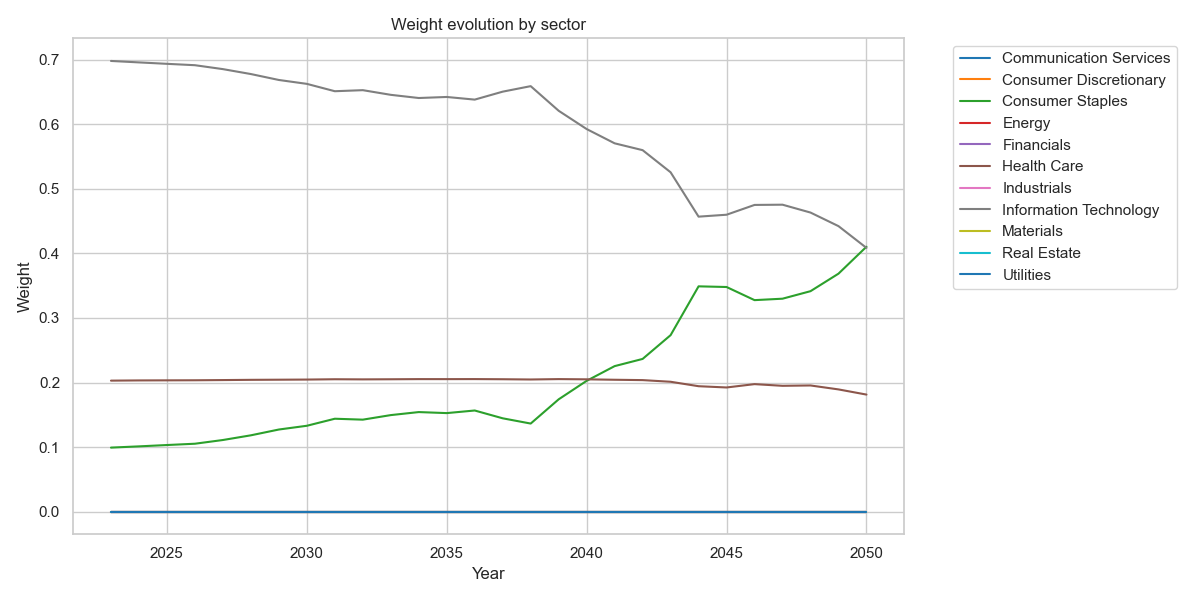 Weight evolution by sector
Weight
0.7
0.6
0.5
0.4
0.3
0.2
0.1
0.0
2025 2030 2035 2040 2045 2050
Year
Communication Services
Consumer Discretionary
Consumer Staples
Energy
Financials
Health Care
Industrials
Information Technology
Materials
Real Estate
Utilities